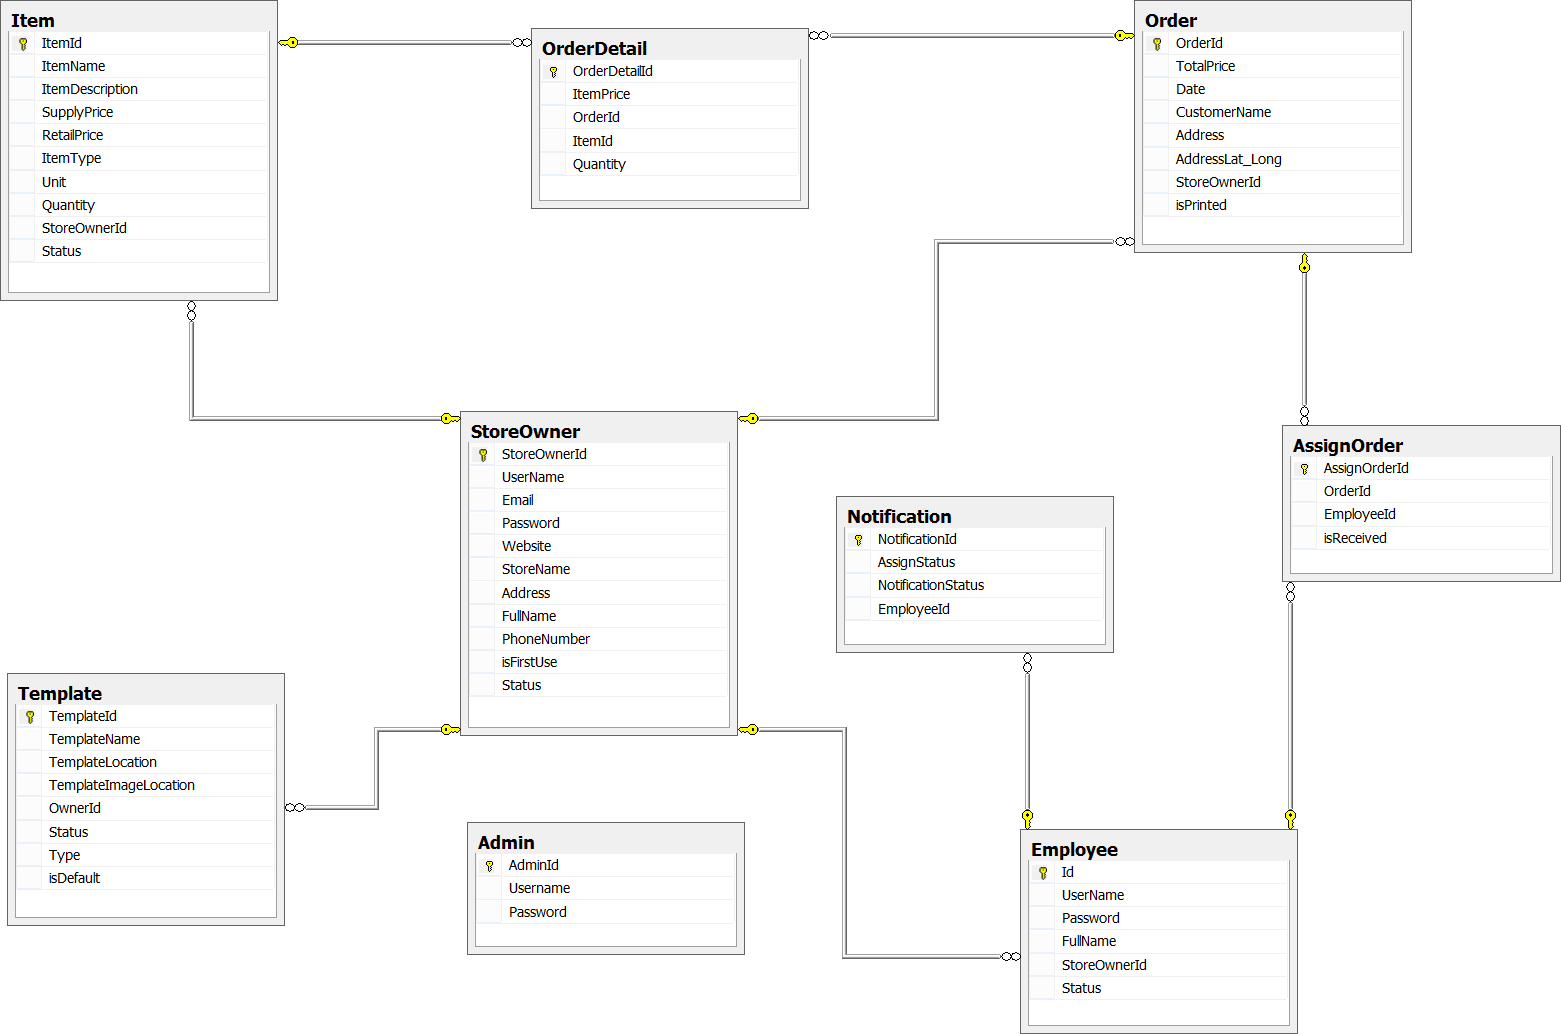 Item
ItemId
ItemName
ItemDescription
SupplyPrice
RetailPrice
ItemType
Unit
Quantity
StoreOwnerId
Status
OrderDetail
OrderDetailId
ItemPrice
OrderId
ItemId
Quantity
Order
OrderId
TotalPrice
Date
CustomerName
Address
AddressLat_Long
StoreOwnerId
isPrinted
StoreOwner
StoreOwnerId
UserName
Email
Password
Website
StoreName
Address
FullName
PhoneNumber
isFirstUse
Status
Notification
NotificationId
AssignStatus
NotificationStatus
EmployeeId
AssignOrder
AssignOrderId
OrderId
EmployeeId
isReceived
Template
TemplateId
TemplateName
TemplateLocation
TemplateImageLocation
OwnerId
Status
Type
isDefault
Admin
AdminId
Username
Password
Employee
Id
UserName
Password
FullName
StoreOwnerId
Status